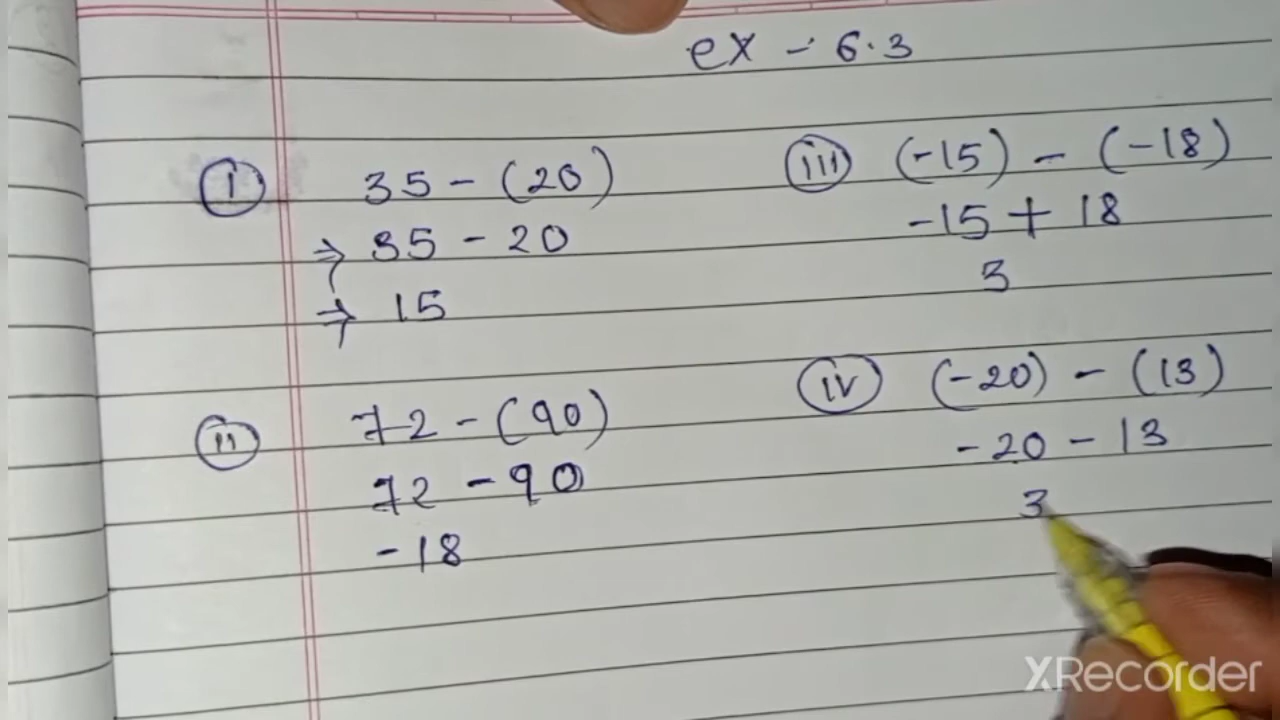 ex - 6.3
(i) 35 - (20)
⇒ 35 - 20
⇒ 15
(ii) 72 - (90)
72 - 90
-18
(iii) (-15) - (-18)
-15 + 18
3
(iv) (-20) - (13)
-20 - 13
3
XRecorder